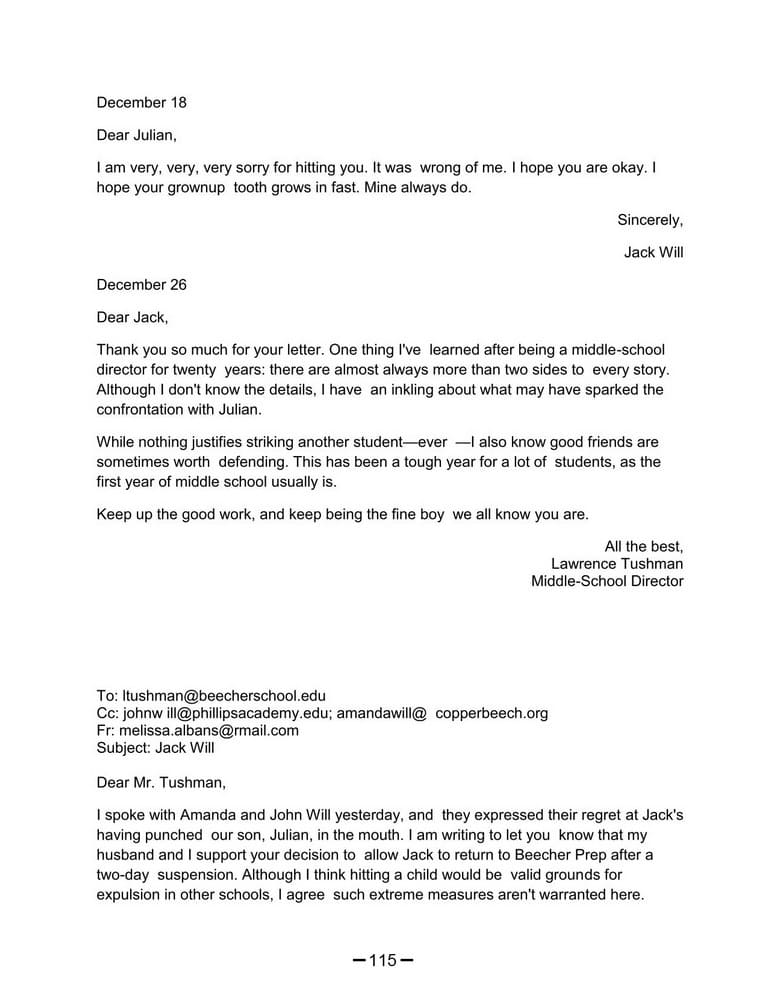 December 18
Dear Julian,
I am very, very, very sorry for hitting you. It was  wrong of me. I hope you are okay. I
hope your grownup  tooth grows in fast. Mine always do.
Sincerely,
Jack Will
December 26
Dear Jack,
Thank you so much for your letter. One thing I've  learned after being a middle-school
director for twenty  years: there are almost always more than two sides to  every story.
Although I don't know the details, I have  an inkling about what may have sparked the
confrontation with Julian.
While nothing justifies striking another student—ever  —I also know good friends are
sometimes worth  defending. This has been a tough year for a lot of  students, as the
first year of middle school usually is.
Keep up the good work, and keep being the fine boy  we all know you are.
All the best,
Lawrence Tushman
Middle-School Director
To: ltushman@beecherschool.edu
Cc: johnw ill@phillipsacademy.edu; amandawill@  copperbeech.org
Fr: melissa.albans@rmail.com
Subject: Jack Will
Dear Mr. Tushman,
I spoke with Amanda and John Will yesterday, and  they expressed their regret at Jack's
having punched  our son, Julian, in the mouth. I am writing to let you  know that my
husband and I support your decision to  allow Jack to return to Beecher Prep after a
two-day  suspension. Although I think hitting a child would be  valid grounds for
expulsion in other schools, I agree  such extreme measures aren't warranted here.
—115—